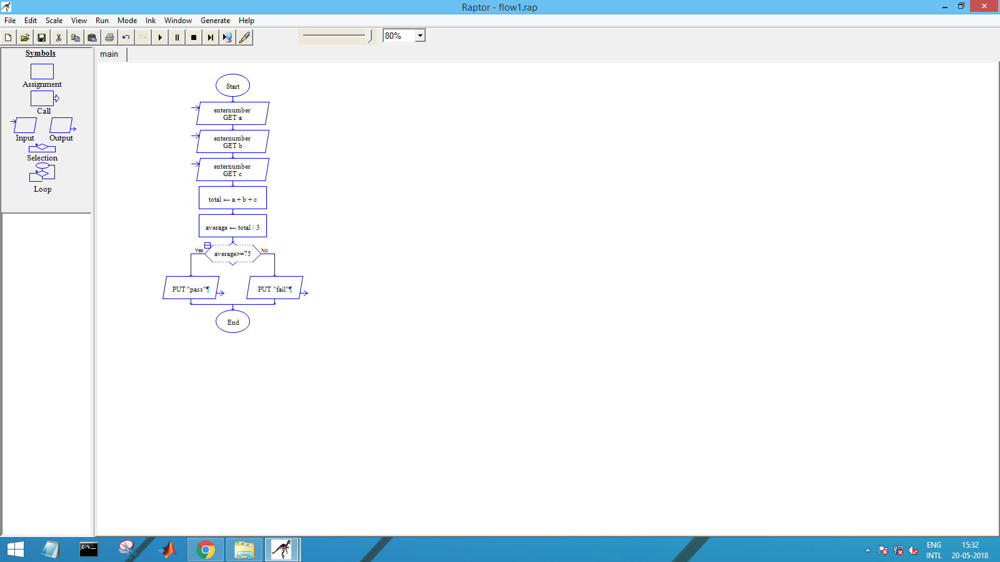 Raptor - flow1.rap
File Edit Scale View Run Mode Ink Window Generate Help
80%
Symbols
Assignment
Call
Input Output
Selection
Loop
main
Start
enternumber
GET a
enternumber
GET b
enternumber
GET c
total ← a + b + c
average ← total / 3
Yes average>=75 No
PUT "pass"¶ PUT "fail"¶
End
C:\_
ENG 15:32
INTL 20-05-2018